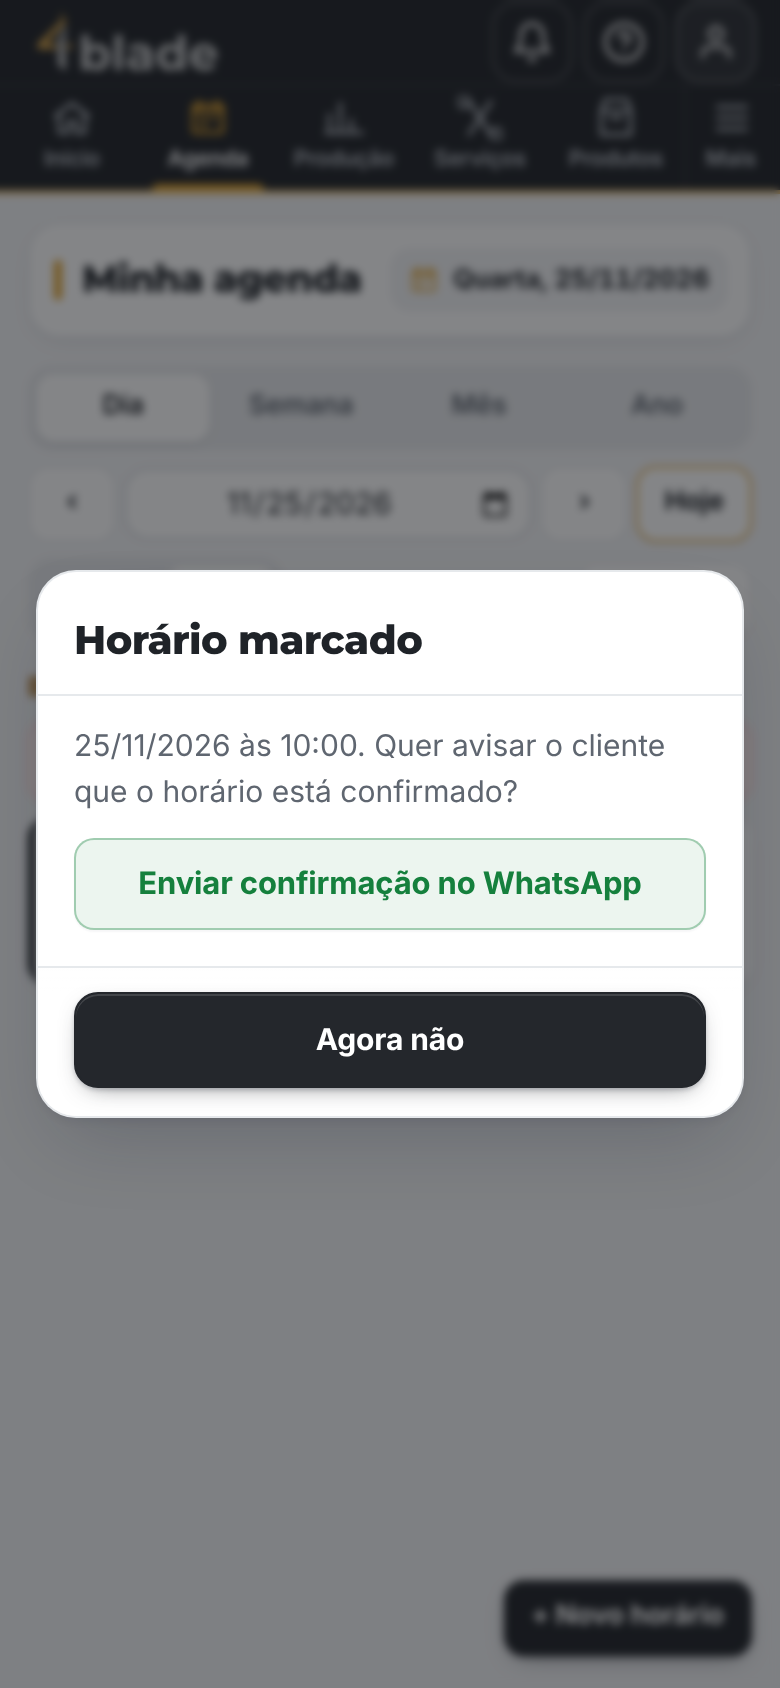 4blade
Início
Agenda
Produção
Serviços
Produtos
Mais
Minha agenda
Quarta, 25/11/2026
Dia
Semana
Mês
Ano
11/25/2026
Hoje
Horário marcado
25/11/2026 às 10:00. Quer avisar o cliente
que o horário está confirmado?
Enviar confirmação no WhatsApp
Agora não
+ Novo horário